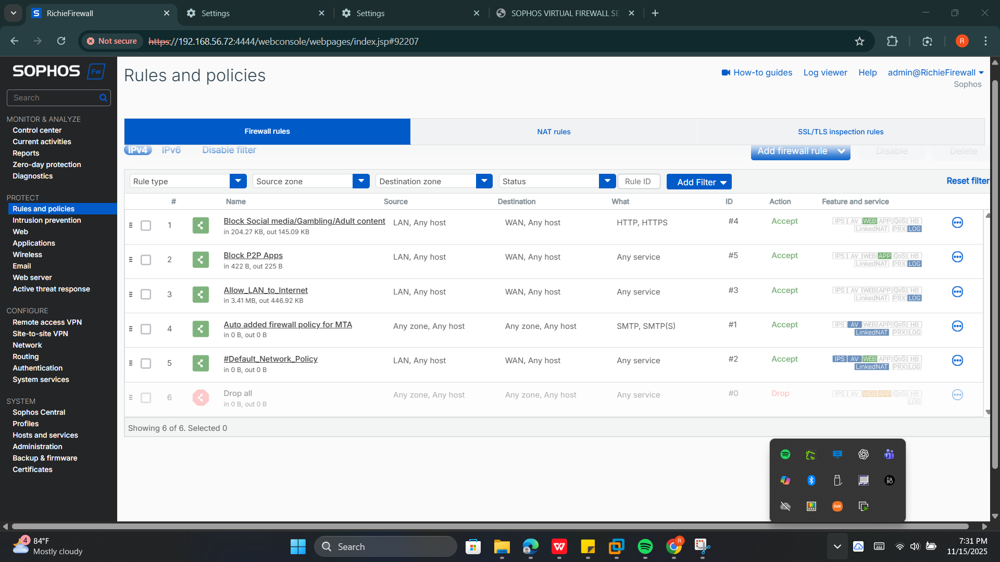 RichieFirewall
Settings
Settings
SOPHOS VIRTUAL FIREWALL SE
Not secure
https://192.168.56.72:4444/webconsole/webpages/index.jsp#92207
R
SOPHOS Fw
Search
MONITOR & ANALYZE
Control center
Current activities
Reports
Zero-day protection
Diagnostics
PROTECT
Rules and policies
Intrusion prevention
Web
Applications
Wireless
Email
Web server
Active threat response
CONFIGURE
Remote access VPN
Site-to-site VPN
Network
Routing
Authentication
System services
SYSTEM
Sophos Central
Profiles
Hosts and services
Administration
Backup & firmware
Certificates
Rules and policies
How-to guides Log viewer Help admin@RichieFirewall
Sophos
Firewall rules NAT rules SSL/TLS inspection rules
IPv4 IPv6 Disable filter Add firewall rule Disable Delete
Rule type Source zone Destination zone Status Rule ID Add Filter Reset filter
# Name Source Destination What ID Action Feature and service
1 Block Social media/Gambling/Adult content LAN, Any host WAN, Any host HTTP, HTTPS #4 Accept IPS AV WEB APP QoS HB
in 204.27 KB, out 145.09 KB LinkedNAT PRX LOG
2 Block P2P Apps LAN, Any host WAN, Any host Any service #5 Accept IPS AV WEB APP QoS HB
in 422 B, out 225 B LinkedNAT PRX LOG
3 Allow_LAN_to_Internet LAN, Any host WAN, Any host Any service #3 Accept IPS AV WEB APP QoS HB
in 3.41 MB, out 446.92 KB LinkedNAT PRX LOG
4 Auto added firewall policy for MTA Any zone, Any host Any zone, Any host SMTP, SMTP(S) #1 Accept IPS AV WEB APP QoS HB
in 0 B, out 0 B LinkedNAT PRX LOG
5 #Default_Network_Policy LAN, Any host WAN, Any host Any service #2 Accept IPS AV WEB APP QoS HB
in 0 B, out 0 B LinkedNAT PRX LOG
6 Drop all Any zone, Any host Any zone, Any host Any service #0 Drop IPS AV WEB APP QoS HB
in 0 B, out 0 B LOG
Showing 6 of 6. Selected 0
DeX
4
84°F
Mostly cloudy
Search
R
7:31 PM
11/15/2025